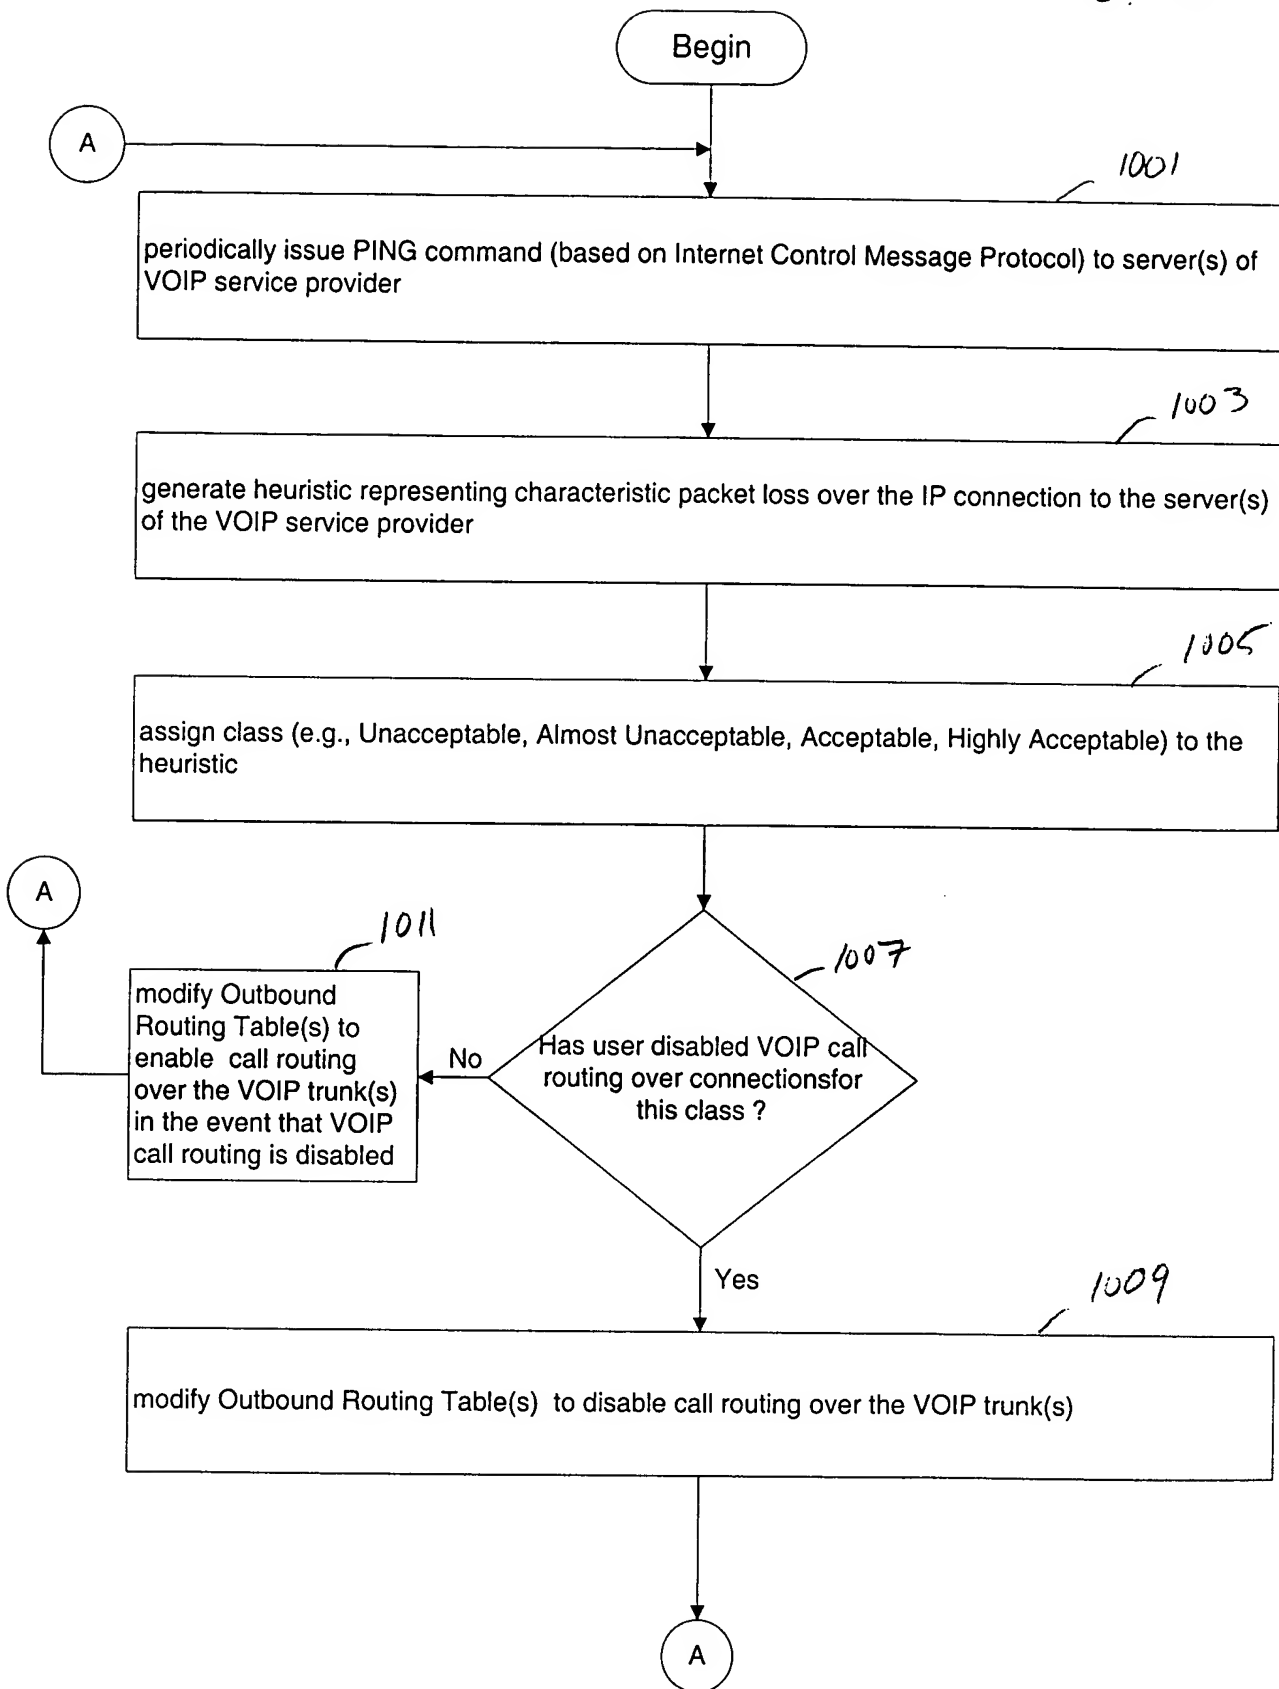 Begin
A
1001
periodically issue PING command (based on Internet Control Message Protocol) to server(s) of
VOIP service provider
1003
generate heuristic representing characteristic packet loss over the IP connection to the server(s)
of the VOIP service provider
1005
assign class (e.g., Unacceptable, Almost Unacceptable, Acceptable, Highly Acceptable) to the
heuristic
A
1011
modify Outbound
Routing Table(s) to
enable call routing
over the VOIP trunk(s)
in the event that VOIP
call routing is disabled
No
1007
Has user disabled VOIP call
routing over connectionsfor
this class ?
Yes
1009
modify Outbound Routing Table(s) to disable call routing over the VOIP trunk(s)
A